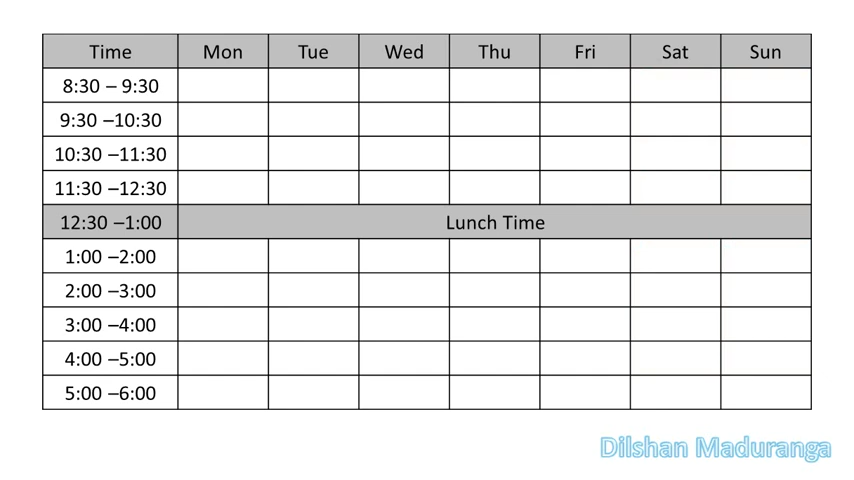 Time Mon Tue Wed Thu Fri Sat Sun
8:30 – 9:30
9:30 –10:30
10:30 –11:30
11:30 –12:30
12:30 –1:00 Lunch Time
1:00 –2:00
2:00 –3:00
3:00 –4:00
4:00 –5:00
5:00 –6:00
Dilshan Maduranga